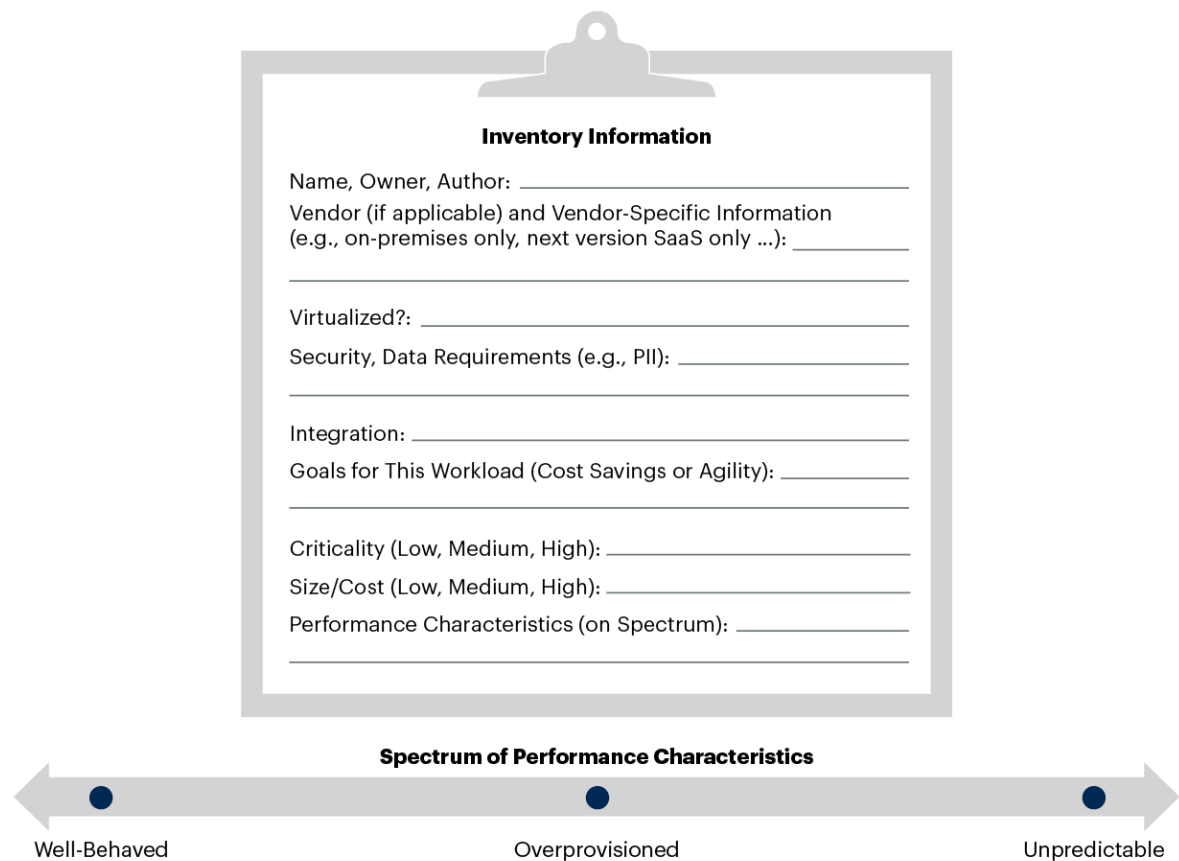 Inventory Information
Name, Owner, Author:
Vendor (if applicable) and Vendor-Specific Information
(e.g., on-premises only, next version SaaS only ...):
Virtualized?:
Security, Data Requirements (e.g., PII):
Integration:
Goals for This Workload (Cost Savings or Agility):
Criticality (Low, Medium, High):
Size/Cost (Low, Medium, High):
Performance Characteristics (on Spectrum):
Spectrum of Performance Characteristics
Well-Behaved Overprovisioned Unpredictable